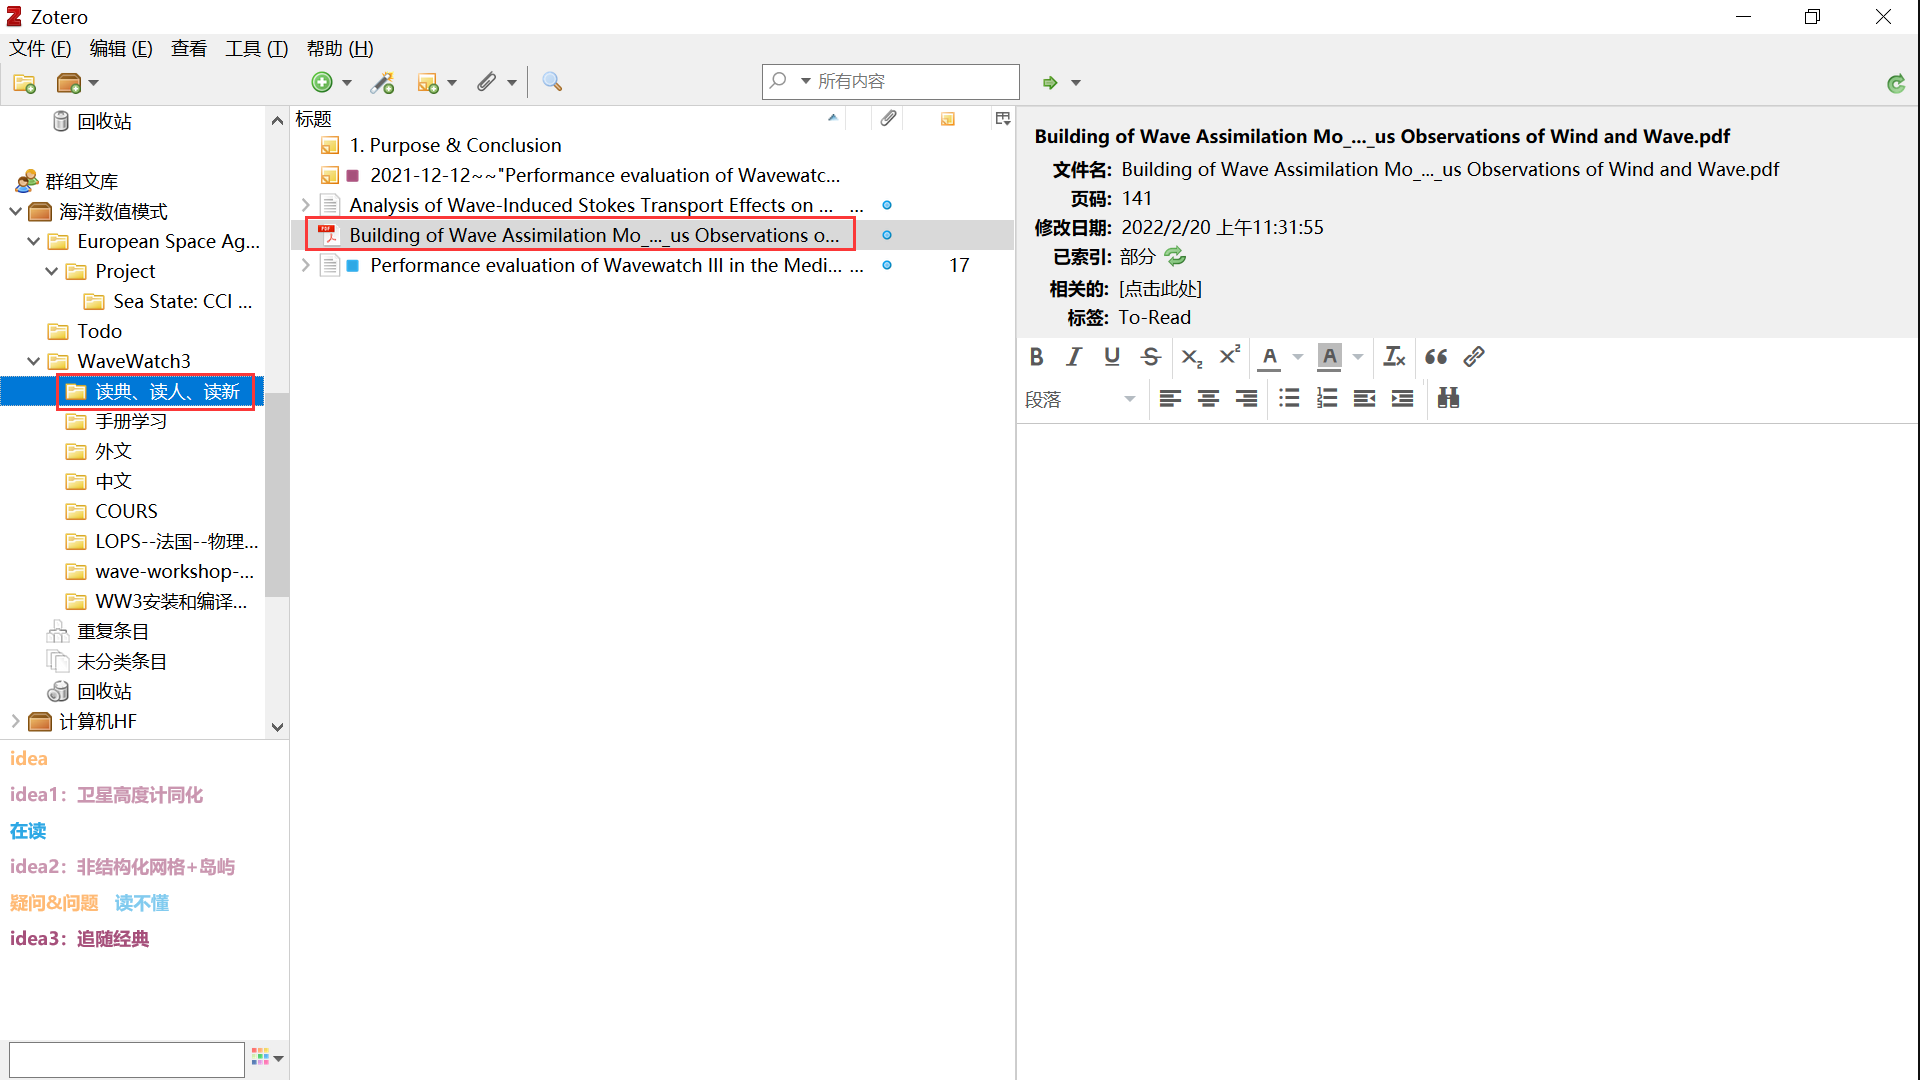 Zotero
文件 (F) 编辑 (E) 查看 工具 (T) 帮助 (H)
所有内容
回收站
群组文库
海洋数值模式
European Space Ag...
Project
Sea State: CCI ...
Todo
WaveWatch3
读典、读人、读新
手册学习
外文
中文
COURS
LOPS--法国--物理...
wave-workshop-...
WW3安装和编译...
重复条目
未分类条目
回收站
计算机HF
idea
idea1：卫星高度计同化
在读
idea2：非结构化网格+岛屿
疑问&问题 读不懂
idea3：追随经典
标题
1. Purpose & Conclusion
2021-12-12~~"Performance evaluation of Wavewatc...
Analysis of Wave-Induced Stokes Transport Effects on ... ...
Building of Wave Assimilation Mo_..._us Observations o...
Performance evaluation of Wavewatch III in the Medi... ... 17
Building of Wave Assimilation Mo_..._us Observations of Wind and Wave.pdf
文件名: Building of Wave Assimilation Mo_..._us Observations of Wind and Wave.pdf
页码: 141
修改日期: 2022/2/20 上午11:31:55
已索引: 部分
相关的: [点击此处]
标签: To-Read
段落